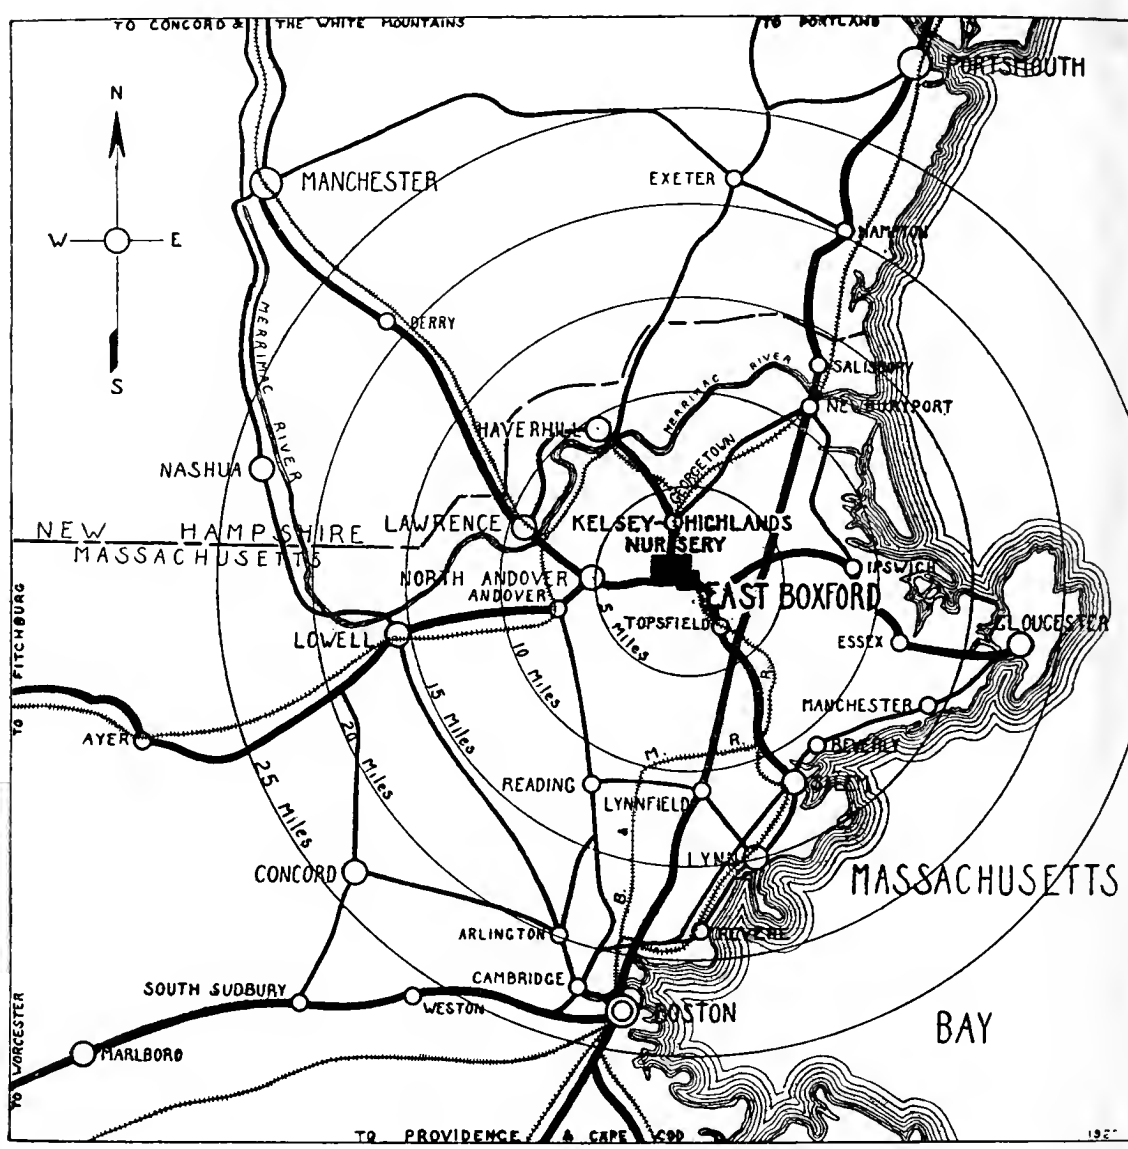 TO CONCORD & THE WHITE MOUNTAINS
TO PORTLAND
PORTSMOUTH
N
W E
S
MANCHESTER
EXETER
HAMPTON
MERRIMAC RIVER
DERRY
SALISBURY
NEWBURYPORT
MERRIMAC RIVER
HAVERHILL
GEORGETOWN
NASHUA
LAWRENCE
KELSEY-HIGHLANDS
NURSERY
NEW HAMPSHIRE
MASSACHUSETTS
NORTH ANDOVER
ANDOVER
IPSWICH
EAST BOXFORD
TOPSFIELD
LOWELL
ESSEX
GLOUCESTER
TO FITCHBURG
5 Miles
10 Miles
15 Miles
20 Miles
25 Miles
MANCHESTER
AYER
BEVERLY
B. & M. R. R.
READING
LYNNFIELD
SALEM
LYNN
CONCORD
MASSACHUSETTS
ARLINGTON
REVERE
CAMBRIDGE
SOUTH SUDBURY
WESTON
BOSTON
BAY
MARLBORO
TO WORCESTER
TO PROVIDENCE & CAPE COD